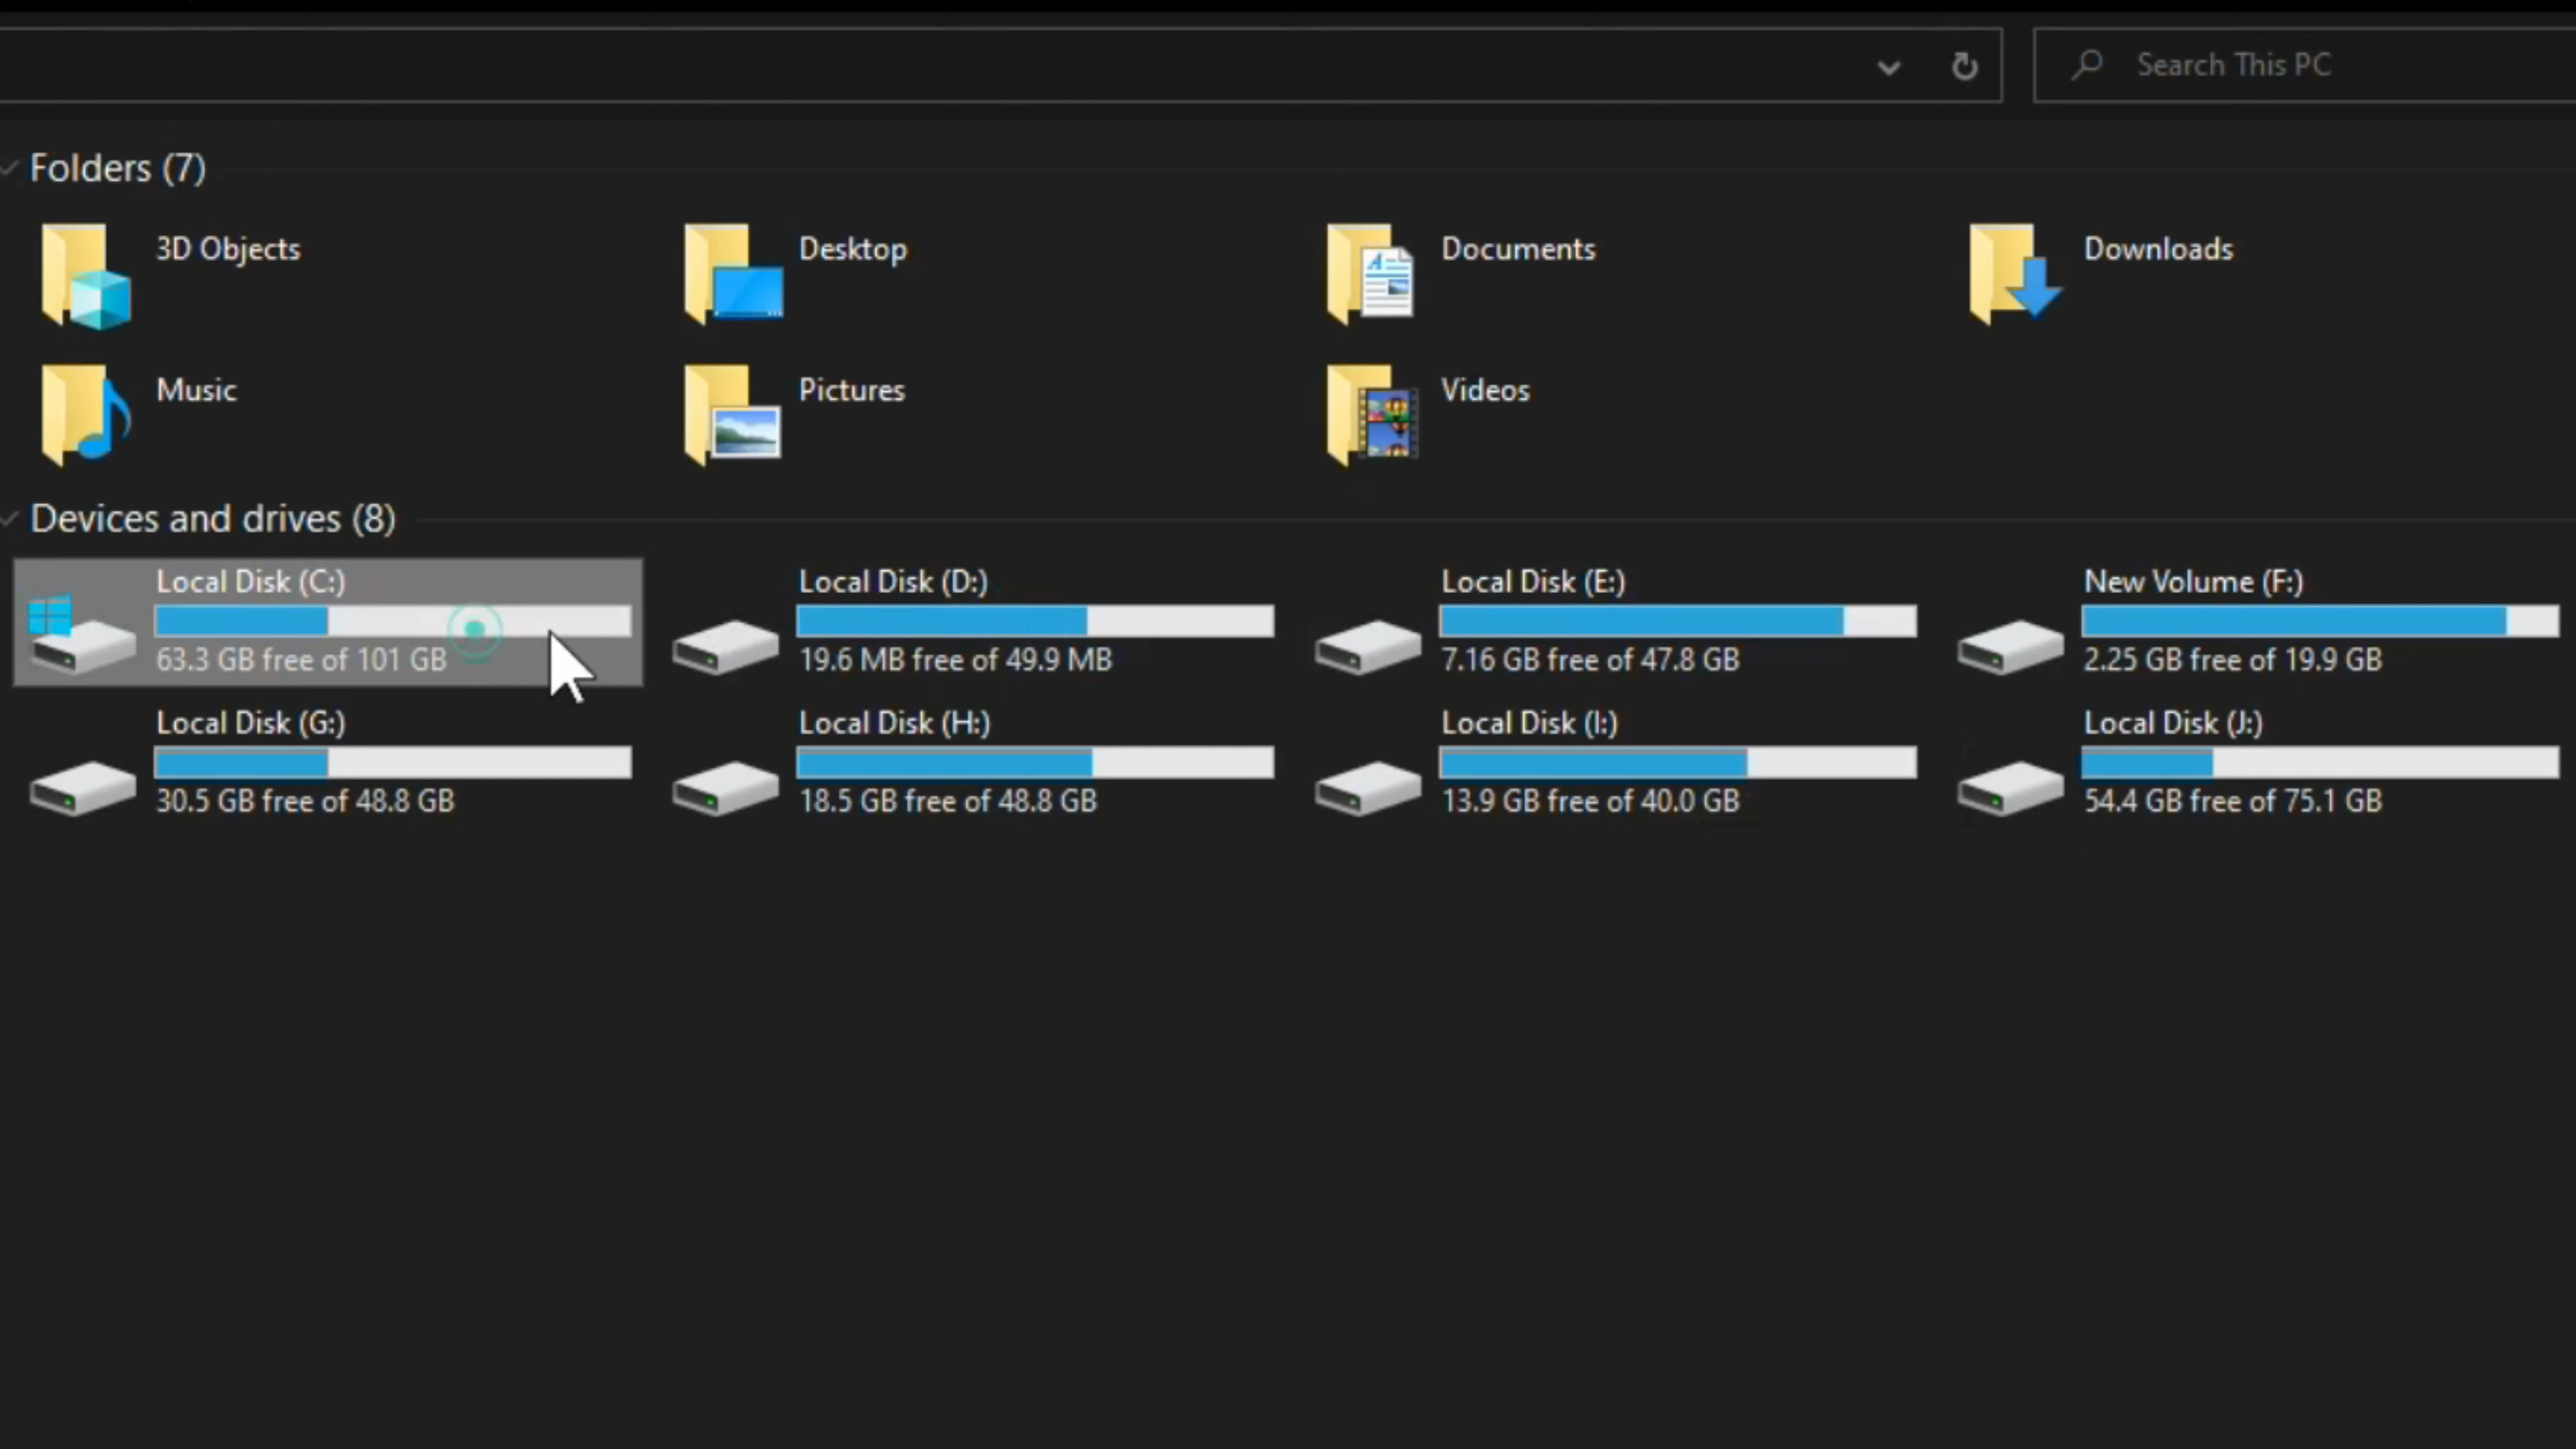 Search This PC
Folders (7)
3D Objects
Desktop
Documents
Downloads
Music
Pictures
Videos
Devices and drives (8)
Local Disk (C:)
63.3 GB free of 101 GB
Local Disk (D:)
19.6 MB free of 49.9 MB
Local Disk (E:)
7.16 GB free of 47.8 GB
New Volume (F:)
2.25 GB free of 19.9 GB
Local Disk (G:)
30.5 GB free of 48.8 GB
Local Disk (H:)
18.5 GB free of 48.8 GB
Local Disk (I:)
13.9 GB free of 40.0 GB
Local Disk (J:)
54.4 GB free of 75.1 GB